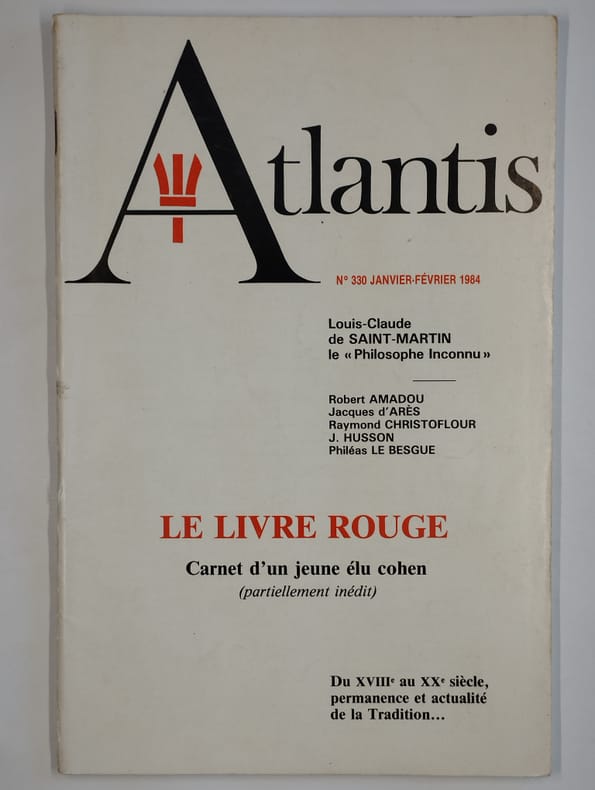 Atlantis
N° 330 JANVIER-FÉVRIER 1984
Louis-Claude
de SAINT-MARTIN
le «Philosophe Inconnu»
Robert AMADOU
Jacques d'ARÈS
Raymond CHRISTOFLOUR
J. HUSSON
Philéas LE BESGUE
LE LIVRE ROUGE
Carnet d'un jeune élu cohen
(partiellement inédit)
Du XVIIIe au XXe siècle,
permanence et actualité
de la Tradition...